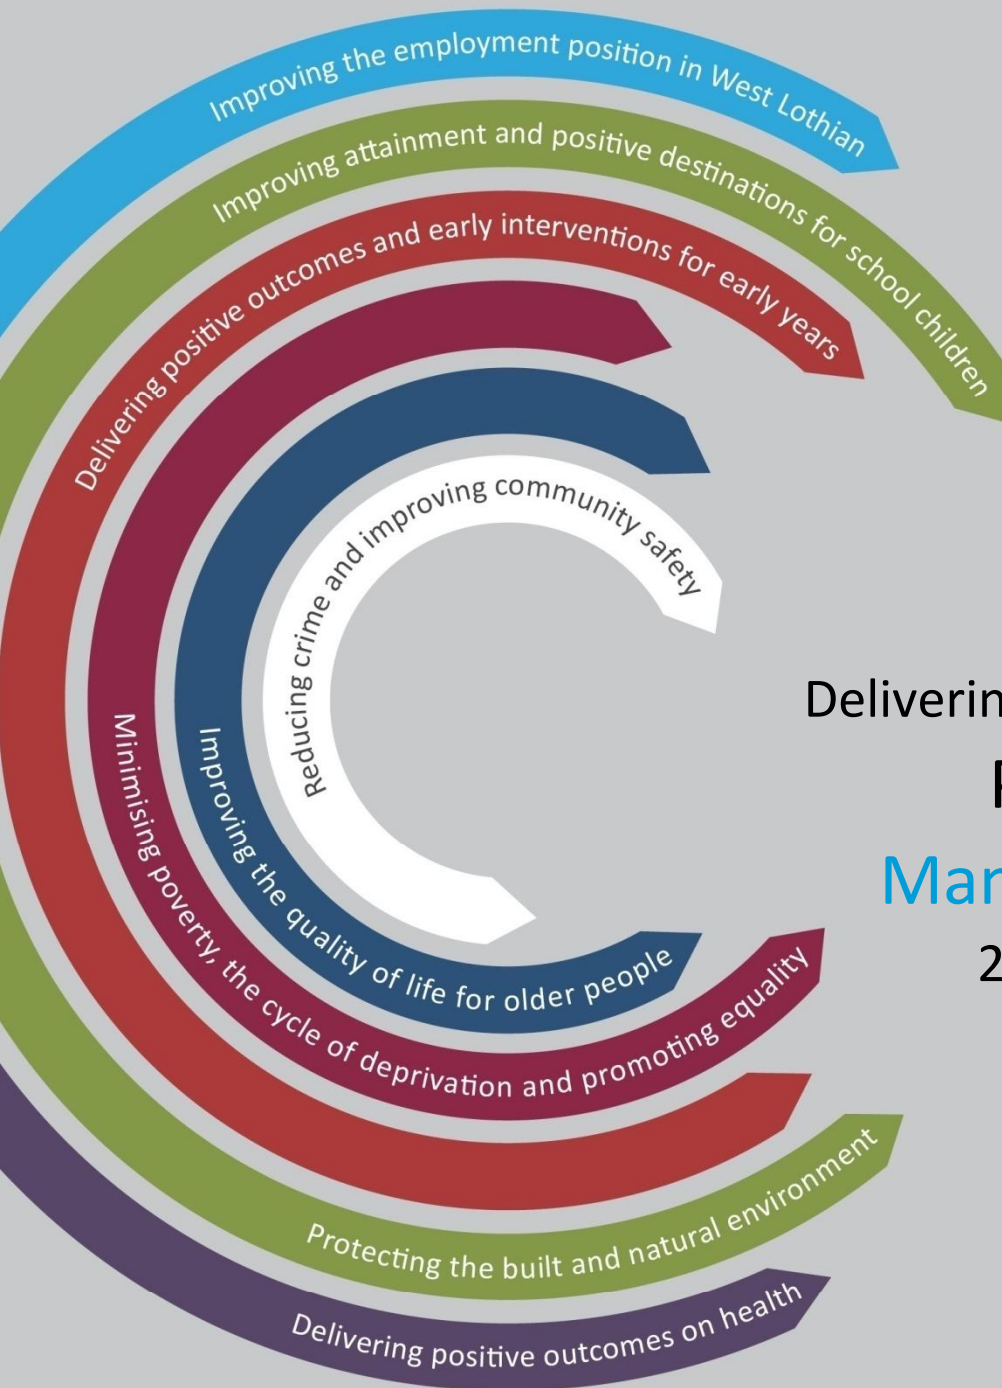 Improving the employment position in West Lothian
Improving attainment and positive destinations for school children
Delivering positive outcomes and early interventions for early years
Reducing crime and improving community safety
Improving the quality of life for older people
Minimising poverty, the cycle of deprivation and promoting equality
Protecting the built and natural environment
Delivering positive outcomes on health
Deliverin
Mar
2